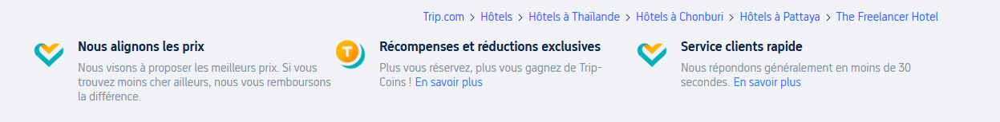 Trip.com > Hôtels > Hôtels à Thaïlande > Hôtels à Chonburi > Hôtels à Pattaya > The Freelancer Hotel
Nous alignons les prix
Nous visons à proposer les meilleurs prix. Si vous
trouvez moins cher ailleurs, nous vous remboursons
la différence.
T
Récompenses et réductions exclusives
Plus vous réservez, plus vous gagnez de Trip-
Coins ! En savoir plus
Service clients rapide
Nous répondons généralement en moins de 30
secondes. En savoir plus